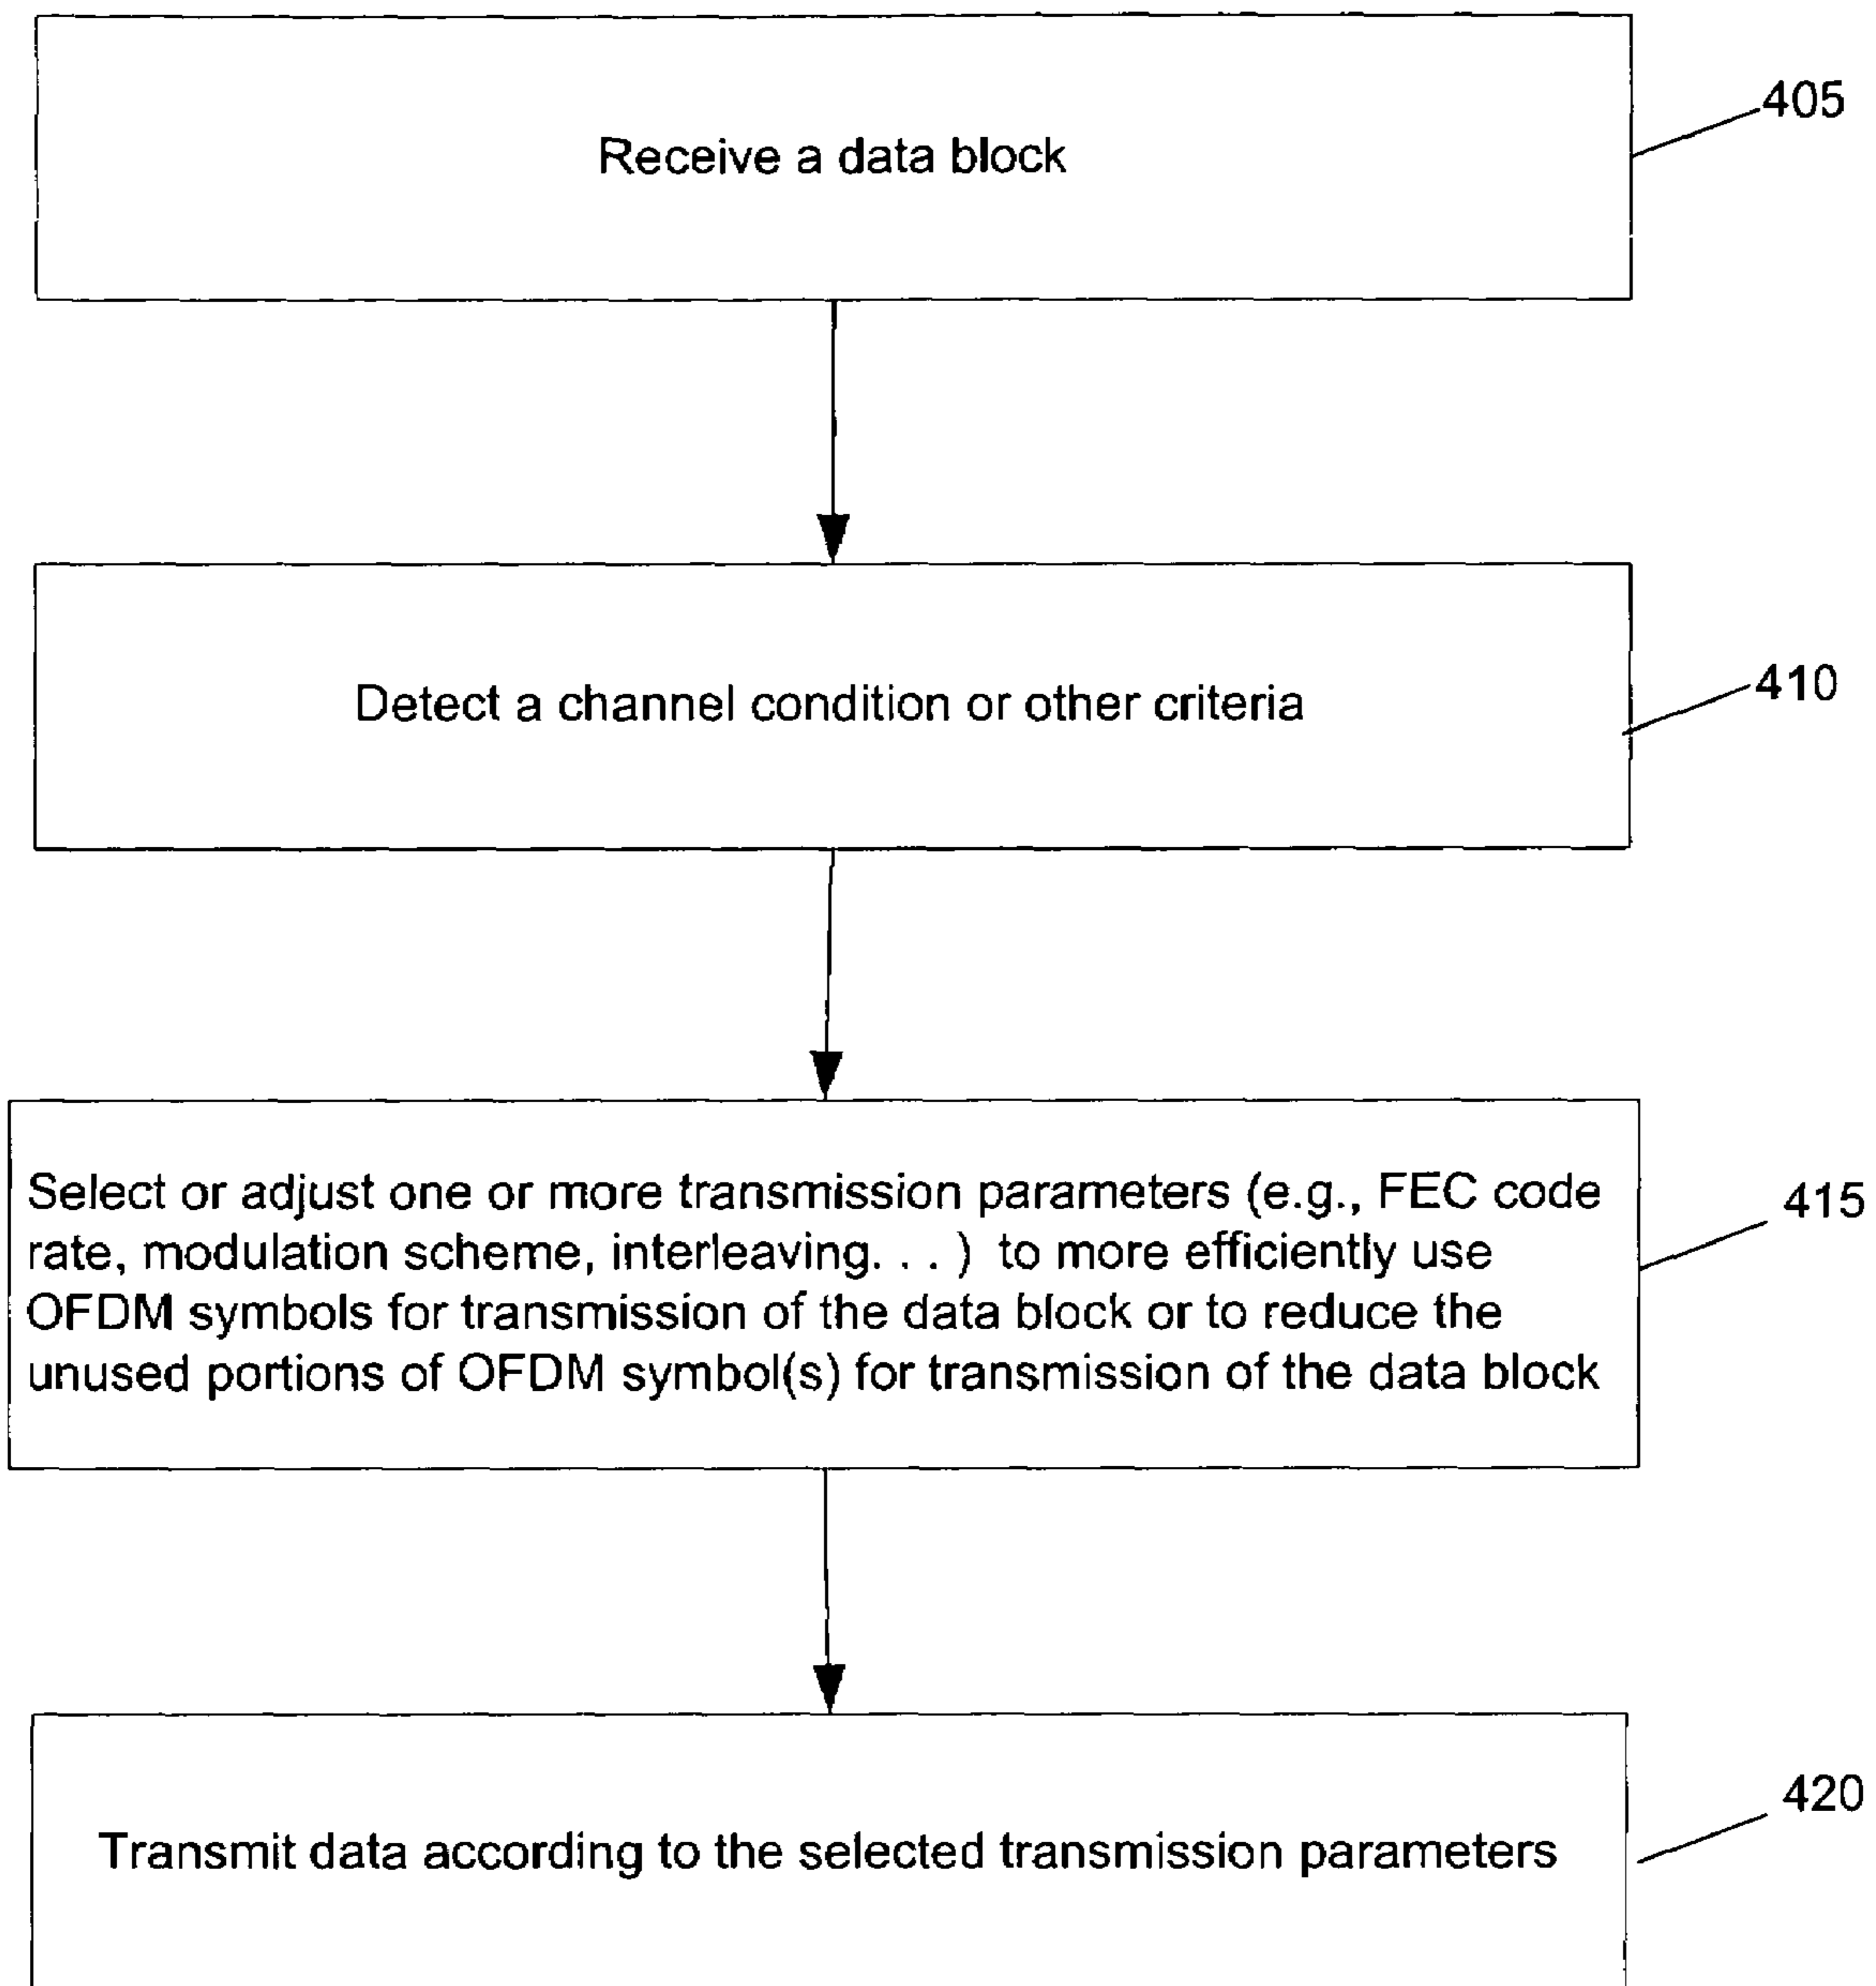 Receive a data block
405
Detect a channel condition or other criteria
410
Select or adjust one or more transmission parameters (e.g., FEC code
rate, modulation scheme, interleaving. . . ) to more efficiently use
OFDM symbols for transmission of the data block or to reduce the
unused portions of OFDM symbol(s) for transmission of the data block
415
Transmit data according to the selected transmission parameters
420